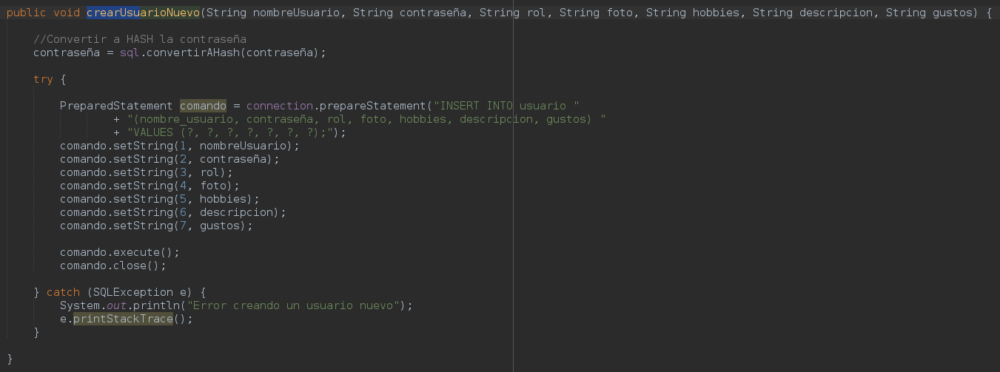 public void crearUsuarioNuevo(String nombreUsuario, String contraseña, String rol, String foto, String hobbies, String descripcion, String gustos) {
//Convertir a HASH la contraseña
contraseña = sql.convertirAHash(contraseña);
try {
PreparedStatement comando = connection.prepareStatement("INSERT INTO usuario "
+ "(nombre_usuario, contraseña, rol, foto, hobbies, descripcion, gustos) "
+ "VALUES (?, ?, ?, ?, ?, ?, ?);");
comando.setString(1, nombreUsuario);
comando.setString(2, contraseña);
comando.setString(3, rol);
comando.setString(4, foto);
comando.setString(5, hobbies);
comando.setString(6, descripcion);
comando.setString(7, gustos);
comando.execute();
comando.close();
} catch (SQLException e) {
System.out.println("Error creando un usuario nuevo");
e.printStackTrace();
}
}